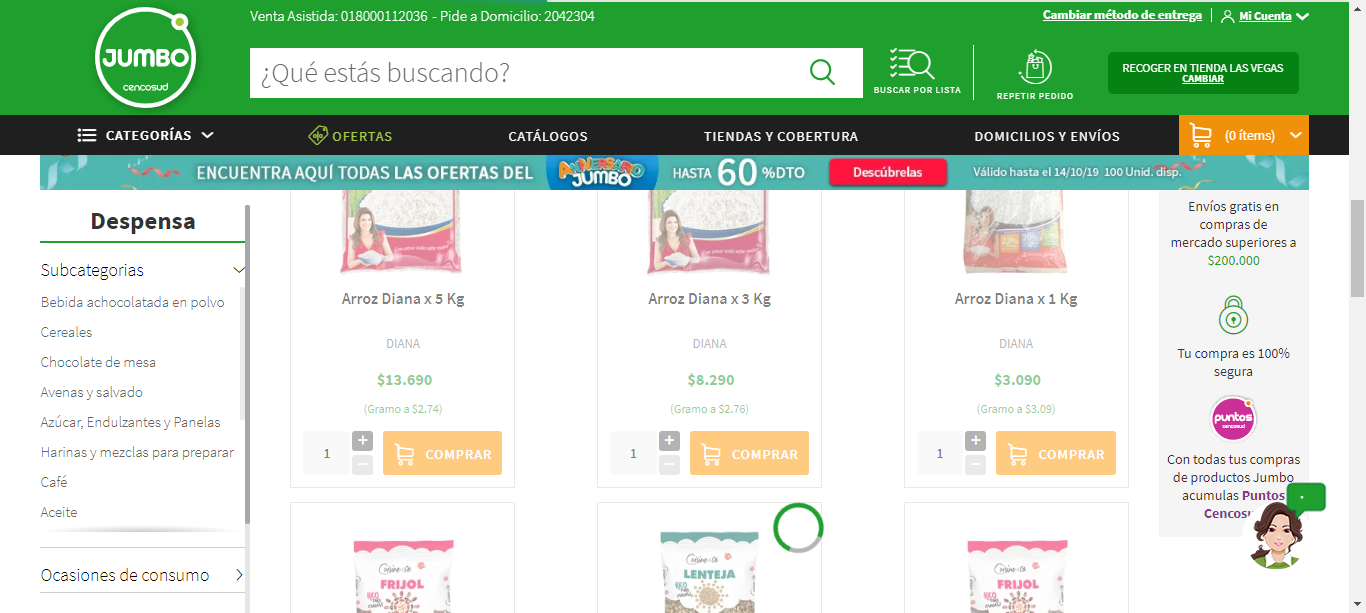 Venta Asistida: 018000112036 - Pide a Domicilio: 2042304
Cambiar método de entrega
Mi Cuenta
JUMBO
cencosud
¿Qué estás buscando?
BUSCAR POR LISTA
REPETIR PEDIDO
RECOGER EN TIENDA LAS VEGAS
CAMBIAR
CATEGORÍAS
OFERTAS
CATÁLOGOS
TIENDAS Y COBERTURA
DOMICILIOS Y ENVÍOS
(0 ítems)
ENCUENTRA AQUÍ TODAS LAS OFERTAS DEL
ANIVERSARIO
JUMBO
HASTA 60 %DTO
Descúbrelas
Válido hasta el 14/10/19 100 Unid. disp.
Despensa
Subcategorias
Bebida achocolatada en polvo
Cereales
Chocolate de mesa
Avenas y salvado
Azúcar, Endulzantes y Panelas
Harinas y mezclas para preparar
Café
Aceite
Ocasiones de consumo
Arroz Diana x 5 Kg
DIANA
$13.690
(Gramo a $2.74)
1
COMPRAR
Arroz Diana x 3 Kg
DIANA
$8.290
(Gramo a $2.76)
1
COMPRAR
Arroz Diana x 1 Kg
DIANA
$3.090
(Gramo a $3.09)
1
COMPRAR
FRIJOL
LENTEJA
FRIJOL
Envíos gratis en
compras de
mercado superiores a
$200.000
Tu compra es 100%
segura
puntos
cencosud
Con todas tus compras
de productos Jumbo
acumulas Puntos